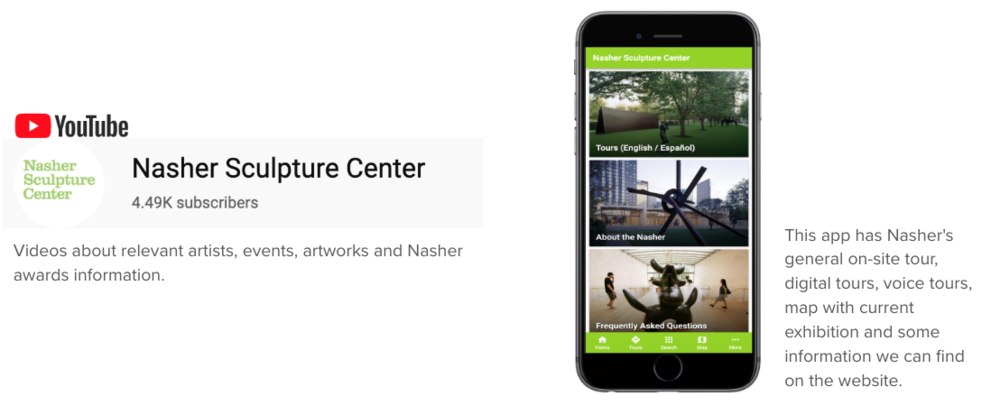 YouTube
Nasher
Sculpture
Center
Nasher Sculpture Center
4.49K subscribers
Videos about relevant artists, events, artworks and Nasher
awards information.
Nasher Sculpture Center
Tours (English / Español)
About the Nasher
Frequently Asked Questions
Home Tours Search Map More
This app has Nasher's
general on-site tour,
digital tours, voice tours,
map with current
exhibition and some
information we can find
on the website.